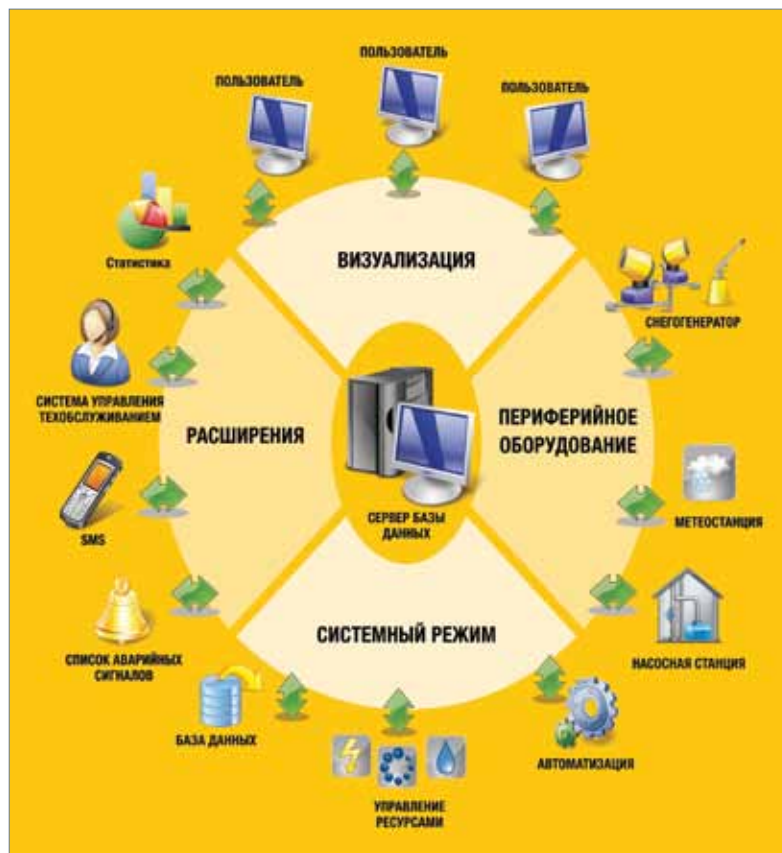 ПОЛЬЗОВАТЕЛЬ
ПОЛЬЗОВАТЕЛЬ
ПОЛЬЗОВАТЕЛЬ
ВИЗУАЛИЗАЦИЯ
Статистика
СНЕГОГЕНЕРАТОР
СИСТЕМА УПРАВЛЕНИЯ
ТЕХОБСЛУЖИВАНИЕМ
РАСШИРЕНИЯ
ПЕРИФЕРИЙНОЕ
ОБОРУДОВАНИЕ
СЕРВЕР БАЗЫ
ДАННЫХ
SMS
МЕТЕОСТАНЦИЯ
СИСТЕМНЫЙ РЕЖИМ
СПИСОК АВАРИЙНЫХ
СИГНАЛОВ
НАСОСНАЯ СТАНЦИЯ
БАЗА ДАННЫХ
АВТОМАТИЗАЦИЯ
УПРАВЛЕНИЕ
РЕСУРСАМИ